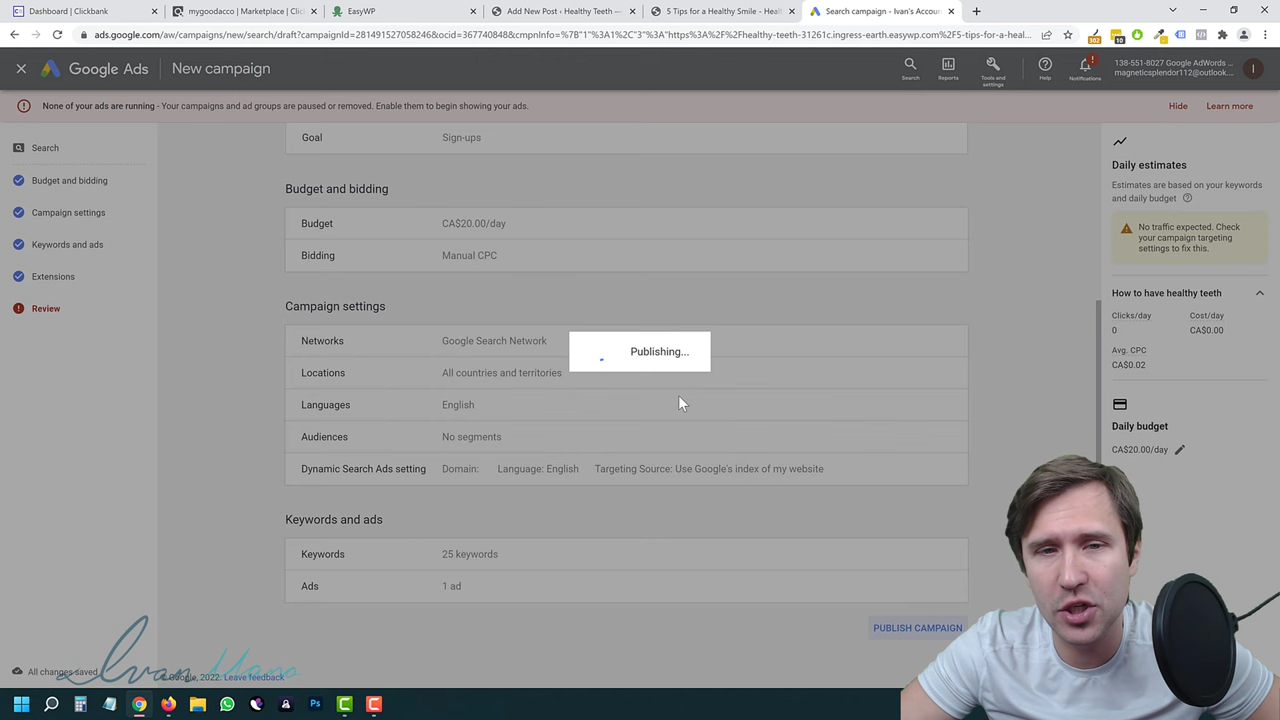 Dashboard | Clickbank
mygoodacco | Marketplace | Clic
EasyWP
Add New Post ‹ Healthy Teeth —
5 Tips for a Healthy Smile - Healt
Search campaign - Ivan's Accou
ads.google.com/aw/campaigns/new/search/draft?campaignId=281491527058246&ocid=367740848&cmpnInfo=%7B"1"%3A1%2C"3"%3A"https%3A%2F%2Fhealthy-teeth-31261c.ingress-earth.easywp.com%2F5-tips-for-a-heal...
302
10
Google Ads
New campaign
Search
Reports
Tools and
settings
Help
Notifications
138-551-8027 Google AdWords ...
magneticsplendor112@outlook....
I
None of your ads are running - Your campaigns and ad groups are paused or removed. Enable them to begin showing your ads.
Hide
Learn more
Search
Budget and bidding
Campaign settings
Keywords and ads
Extensions
Review
Goal
Sign-ups
Budget and bidding
Budget
CA$20.00/day
Bidding
Manual CPC
Campaign settings
Networks
Google Search Network
Locations
All countries and territories
Languages
English
Audiences
No segments
Dynamic Search Ads setting
Domain:
Language: English
Targeting Source: Use Google's index of my website
Publishing...
Keywords and ads
Keywords
25 keywords
Ads
1 ad
PUBLISH CAMPAIGN
Daily estimates
Estimates are based on your keywords
and daily budget
No traffic expected. Check
your campaign targeting
settings to fix this.
How to have healthy teeth
Clicks/day
Cost/day
0
CA$0.00
Avg. CPC
CA$0.02
Daily budget
CA$20.00/day
All changes saved
© Google, 2022.
Leave feedback
Ivan Mana
Ps